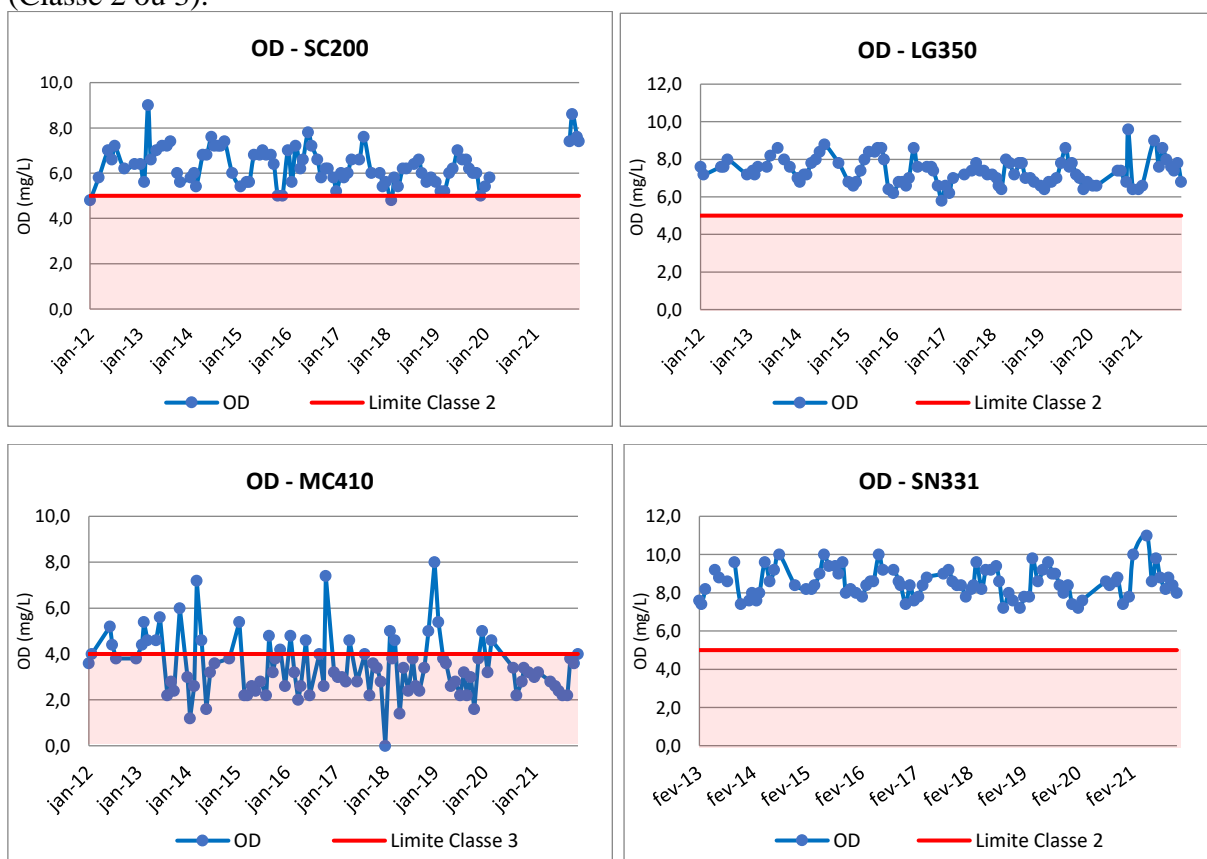 (Classe 2 ou 3).
OD - SC200
OD (mg/L)
10,0
8,0
6,0
4,0
2,0
0,0
jan-12
jan-13
jan-14
jan-15
jan-16
jan-17
jan-18
jan-19
jan-20
jan-21
OD
Limite Classe 2
OD - LG350
OD (mg/L)
12,0
10,0
8,0
6,0
4,0
2,0
0,0
jan-12
jan-13
jan-14
jan-15
jan-16
jan-17
jan-18
jan-19
jan-20
jan-21
OD
Limite Classe 2
OD - MC410
OD (mg/L)
10,0
8,0
6,0
4,0
2,0
0,0
jan-12
jan-13
jan-14
jan-15
jan-16
jan-17
jan-18
jan-19
jan-20
jan-21
OD
Limite Classe 3
OD - SN331
OD (mg/L)
12,0
10,0
8,0
6,0
4,0
2,0
0,0
fev-13
fev-14
fev-15
fev-16
fev-17
fev-18
fev-19
fev-20
fev-21
OD
Limite Classe 2